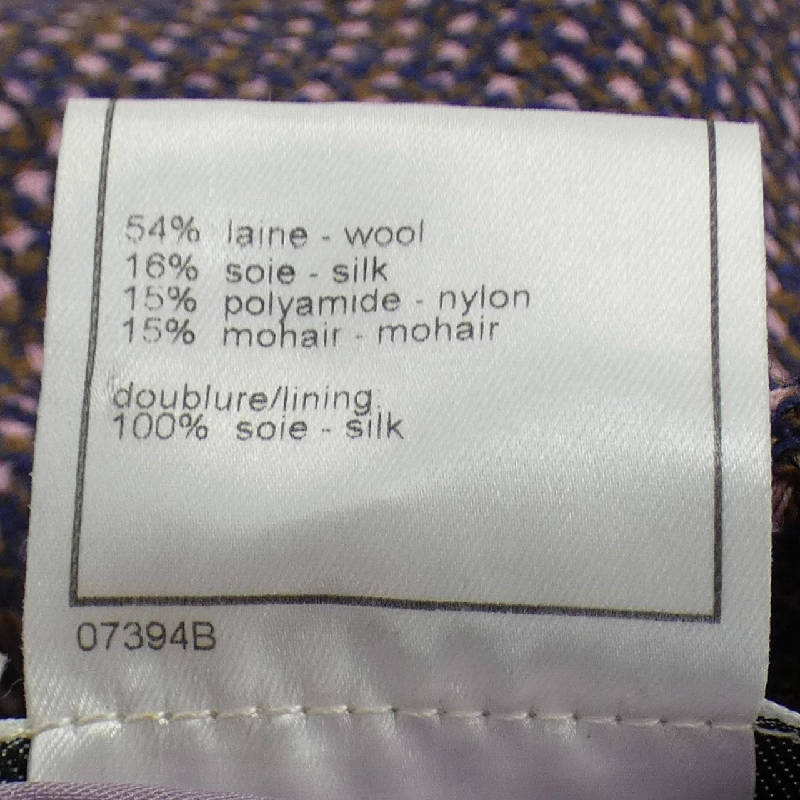 54% laine - wool
16% soie - silk
15% polyamide - nylon
15% mohair - mohair
doublure/lining:
100% soie - silk
07394B